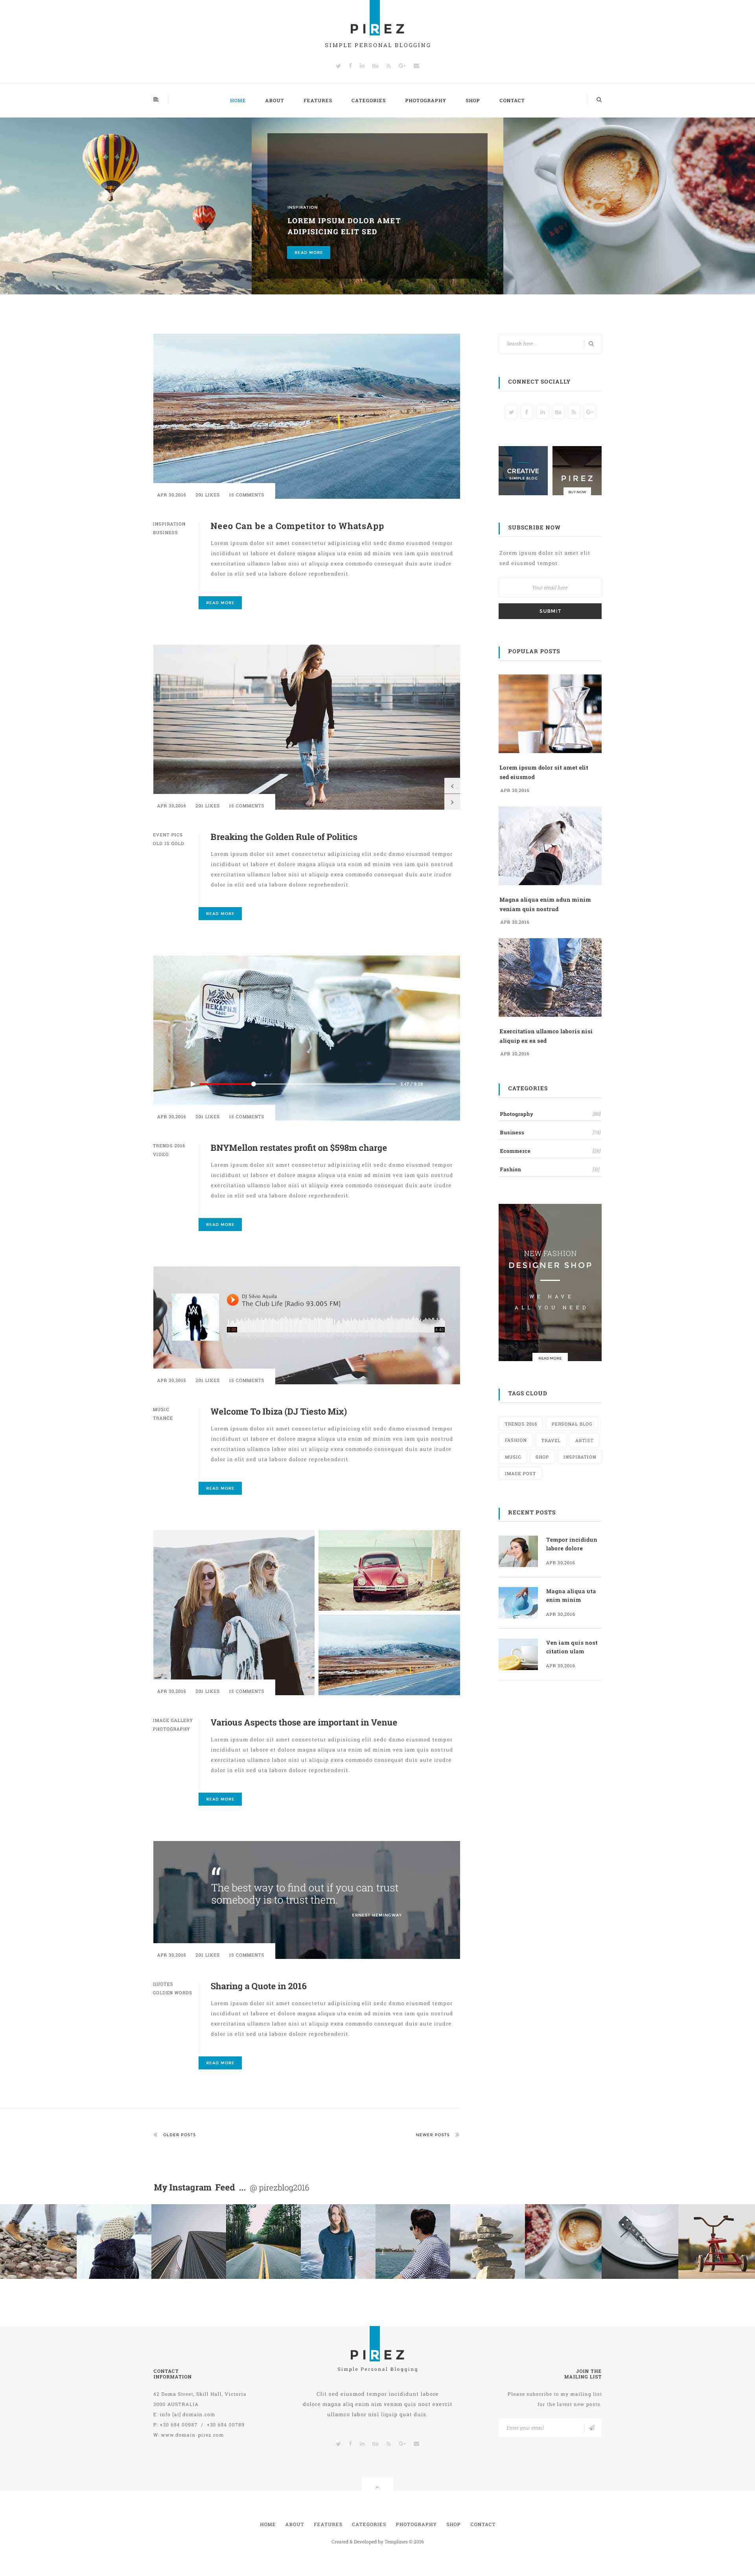 PIREZ
SIMPLE PERSONAL BLOGGING
HOME ABOUT FEATURES CATEGORIES PHOTOGRAPHY SHOP CONTACT
INSPIRATION
LOREM IPSUM DOLOR AMET
ADIPISICING ELIT SED
READ MORE
APR 30,2016 201 LIKES 15 COMMENTS
INSPIRATION
BUSINESS
Neeo Can be a Competitor to WhatsApp
Lorem ipsum dolor sit amet consectetur adipisicing elit sedc dnmo eiusmod tempor
incididunt ut labore et dolore magna aliqua uta enim ad minim ven iam quis nostrud
exercitation ullamco labor nisi ut aliquip exea commodo consequat duis aute irudre
dolor in elit sed uta labore dolore reprehenderit.
READ MORE
APR 30,2016 201 LIKES 15 COMMENTS
EVENT PICS
OLD IS GOLD
Breaking the Golden Rule of Politics
Lorem ipsum dolor sit amet consectetur adipisicing elit sedc dnmo eiusmod tempor
incididunt ut labore et dolore magna aliqua uta enim ad minim ven iam quis nostrud
exercitation ullamco labor nisi ut aliquip exea commodo consequat duis aute irudre
dolor in elit sed uta labore dolore reprehenderit.
READ MORE
ПЕКАРИЯ
APR 30,2016 201 LIKES 15 COMMENTS
TRENDS 2016
VIDEO
BNYMellon restates profit on $598m charge
Lorem ipsum dolor sit amet consectetur adipisicing elit sedc dnmo eiusmod tempor
incididunt ut labore et dolore magna aliqua uta enim ad minim ven iam quis nostrud
exercitation ullamco labor nisi ut aliquip exea commodo consequat duis aute irudre
dolor in elit sed uta labore dolore reprehenderit.
READ MORE
DJ Silvio Aquila
The Club Life (Radio 93.005 FM)
APR 30,2016 201 LIKES 15 COMMENTS
MUSIC
TRANCE
Welcome To Ibiza (DJ Tiesto Mix)
Lorem ipsum dolor sit amet consectetur adipisicing elit sedc dnmo eiusmod tempor
incididunt ut labore et dolore magna aliqua uta enim ad minim ven iam quis nostrud
exercitation ullamco labor nisi ut aliquip exea commodo consequat duis aute irudre
dolor in elit sed uta labore dolore reprehenderit.
READ MORE
APR 30,2016 201 LIKES 15 COMMENTS
IMAGE GALLERY
PHOTOGRAPHY
Various Aspects those are important in Venue
Lorem ipsum dolor sit amet consectetur adipisicing elit sedc dnmo eiusmod tempor
incididunt ut labore et dolore magna aliqua uta enim ad minim ven iam quis nostrud
exercitation ullamco labor nisi ut aliquip exea commodo consequat duis aute irudre
dolor in elit sed uta labore dolore reprehenderit.
READ MORE
“
The best way to find out if you can trust
somebody is to trust them.
ERNEST HEMINGWAY
APR 30,2016 201 LIKES 15 COMMENTS
QUOTES
GOLDEN WORDS
Sharing a Quote in 2016
Lorem ipsum dolor sit amet consectetur adipisicing elit sedc dnmo eiusmod tempor
incididunt ut labore et dolore magna aliqua uta enim ad minim ven iam quis nostrud
exercitation ullamco labor nisi ut aliquip exea commodo consequat duis aute irudre
dolor in elit sed uta labore dolore reprehenderit.
READ MORE
« OLDER POSTS NEWER POSTS »
Search here...
CONNECT SOCIALLY
CREATIVE
SIMPLE BLOG
PIREZ
BUY NOW
SUBSCRIBE NOW
Zorem ipsum dolor sit amet elit
sed eiusmod tempor.
Your email here
SUBMIT
POPULAR POSTS
Lorem ipsum dolor sit amet elit
sed eiusmod
APR 30,2016
Magna aliqua enim adun minim
veniam quis nostrud
APR 30,2016
Exercitation ullamco laboris nisi
aliquip ex ea sed
APR 30,2016
CATEGORIES
Photography
Business
Ecommerce
Fashion
NEW FASHION
DESIGNER SHOP
WE HAVE
ALL YOU NEED
READ MORE
TAGS CLOUD
TRENDS 2016 PERSONAL BLOG
FASHION TRAVEL ARTIST
MUSIC SHOP INSPIRATION
IMAGE POST
RECENT POSTS
Tempor incididun
labore dolore
APR 30,2016
Magna aliqua uta
enim minim
APR 30,2016
Ven iam quis nost
citation ulam
APR 30,2016
My Instagram Feed ... @ pirezblog2016
CONTACT
INFORMATION
42 Doma Street, Skill Hall, Victoria
3000 AUSTRALIA
E: info [at] domain.com
P: +30 684 00987 / +30 684 00789
W: www.domain-pirez.com
PIREZ
Simple Personal Blogging
Clit sed eiusmod tempor incididunt labore
dolore magna aliq enim nim venam quis nost exercit
ullamco labor nisi liquip quat duis.
JOIN THE
MAILING LIST
Please subscribe to my mailing list
for the latest new posts.
Enter your email
HOME ABOUT FEATURES CATEGORIES PHOTOGRAPHY SHOP CONTACT
Created & Developed by Templines © 2016